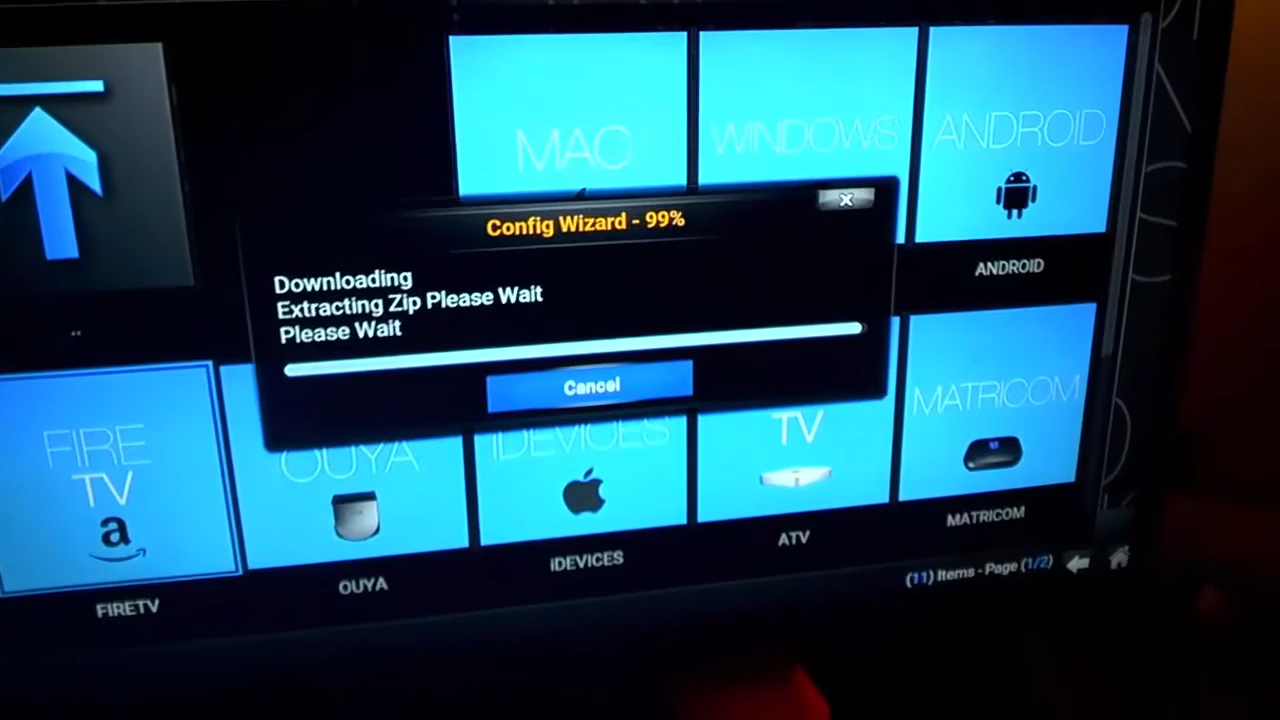 MAC
WINDOWS
ANDROID
Config Wizard - 99%
Downloading
Extracting Zip Please Wait
Please Wait
Cancel
ANDROID
..
FIRE
TV
a
FIRETV
OUYA
OUYA
iDEVICES
iDEVICES
TV
ATV
MATRICOM
MATRICOM
(11) Items - Page (1/2)